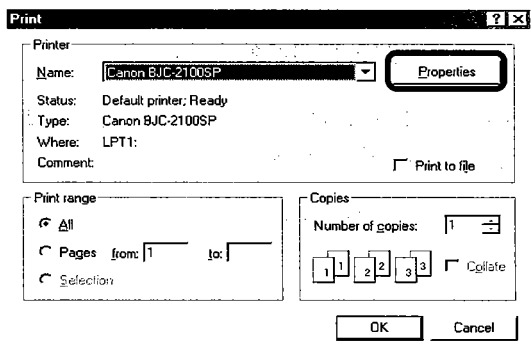 Print
Printer
Name: Canon BJC-2100SP Properties
Status: Default printer; Ready
Type: Canon BJC-2100SP
Where: LPT1:
Comment: Print to file
Print range
All
Pages from: 1 to:
Selection
Copies
Number of copies: 1
1 1 2 2 3 3 Collate
OK Cancel